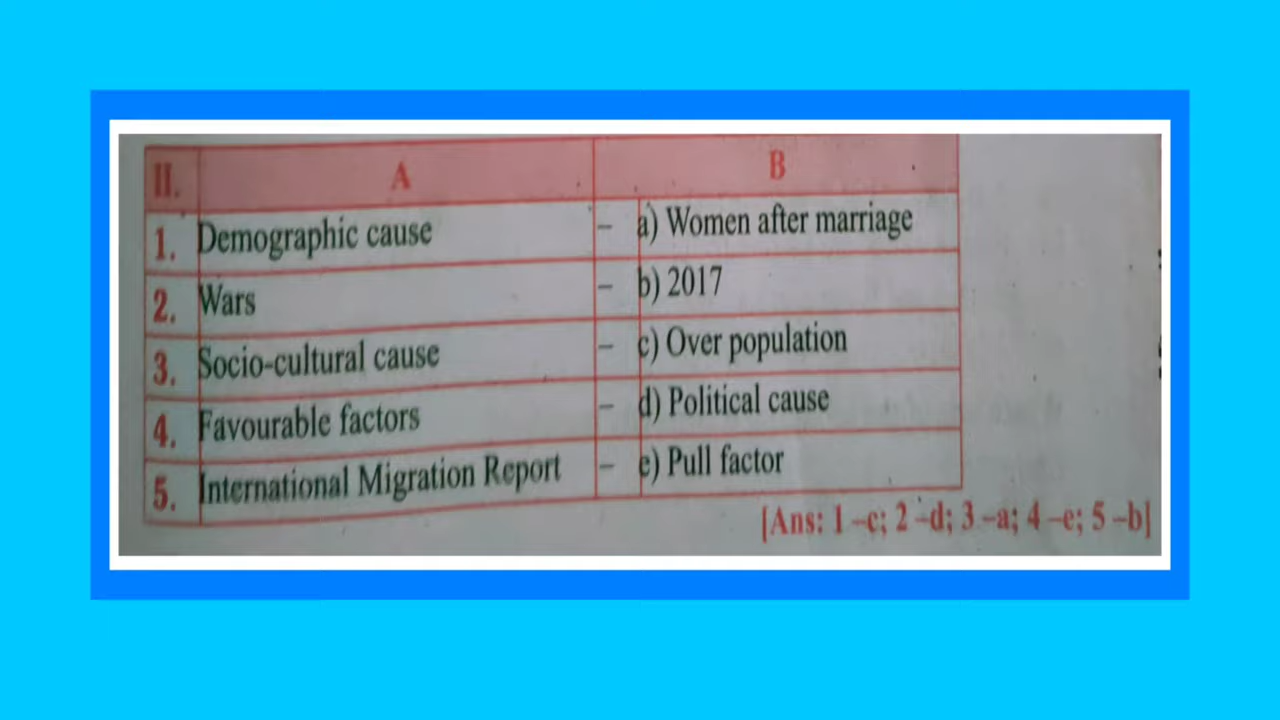 II. A B
1. Demographic cause – a) Women after marriage
2. Wars – b) 2017
3. Socio-cultural cause – c) Over population
4. Favourable factors – d) Political cause
5. International Migration Report – e) Pull factor
[Ans: 1 –c; 2 –d; 3 –a; 4 –e; 5 –b]